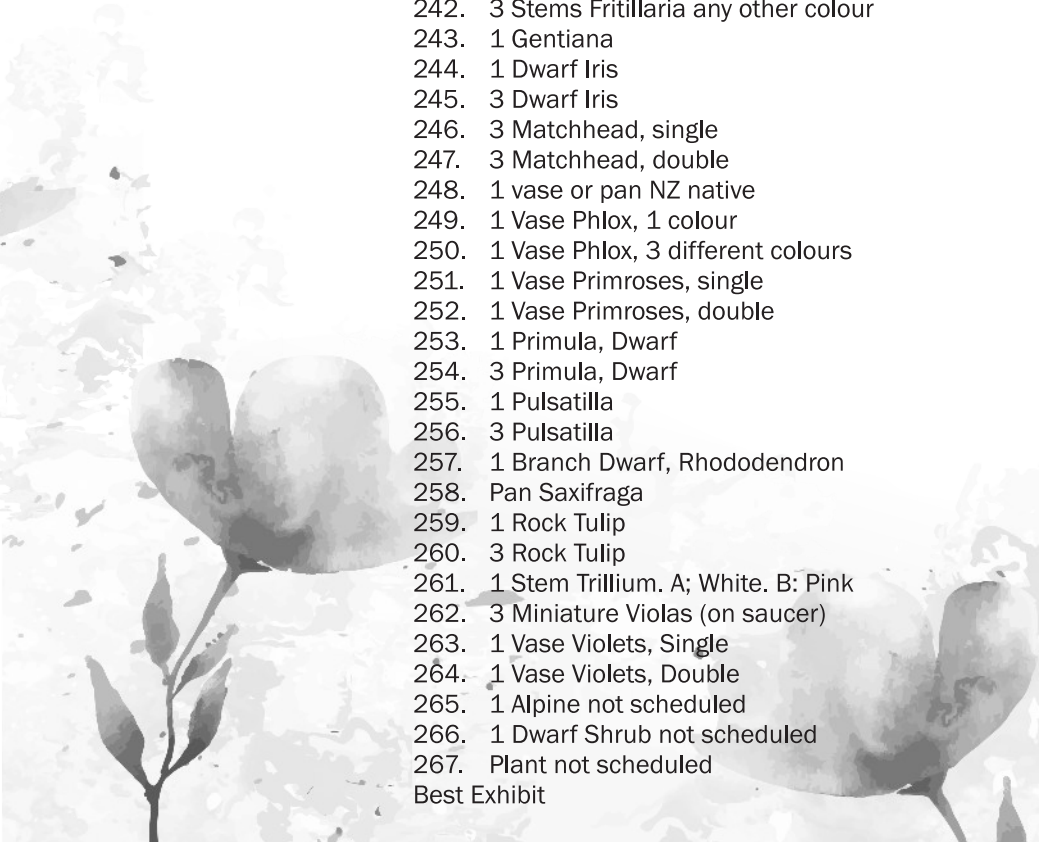 242. 3 Stems Fritillaria any other colour
243. 1 Gentiana
244. 1 Dwarf Iris
245. 3 Dwarf Iris
246. 3 Matchhead, single
247. 3 Matchhead, double
248. 1 vase or pan NZ native
249. 1 Vase Phlox, 1 colour
250. 1 Vase Phlox, 3 different colours
251. 1 Vase Primroses, single
252. 1 Vase Primroses, double
253. 1 Primula, Dwarf
254. 3 Primula, Dwarf
255. 1 Pulsatilla
256. 3 Pulsatilla
257. 1 Branch Dwarf, Rhododendron
258. Pan Saxifraga
259. 1 Rock Tulip
260. 3 Rock Tulip
261. 1 Stem Trillium. A; White. B: Pink
262. 3 Miniature Violas (on saucer)
263. 1 Vase Violets, Single
264. 1 Vase Violets, Double
265. 1 Alpine not scheduled
266. 1 Dwarf Shrub not scheduled
267. Plant not scheduled
Best Exhibit